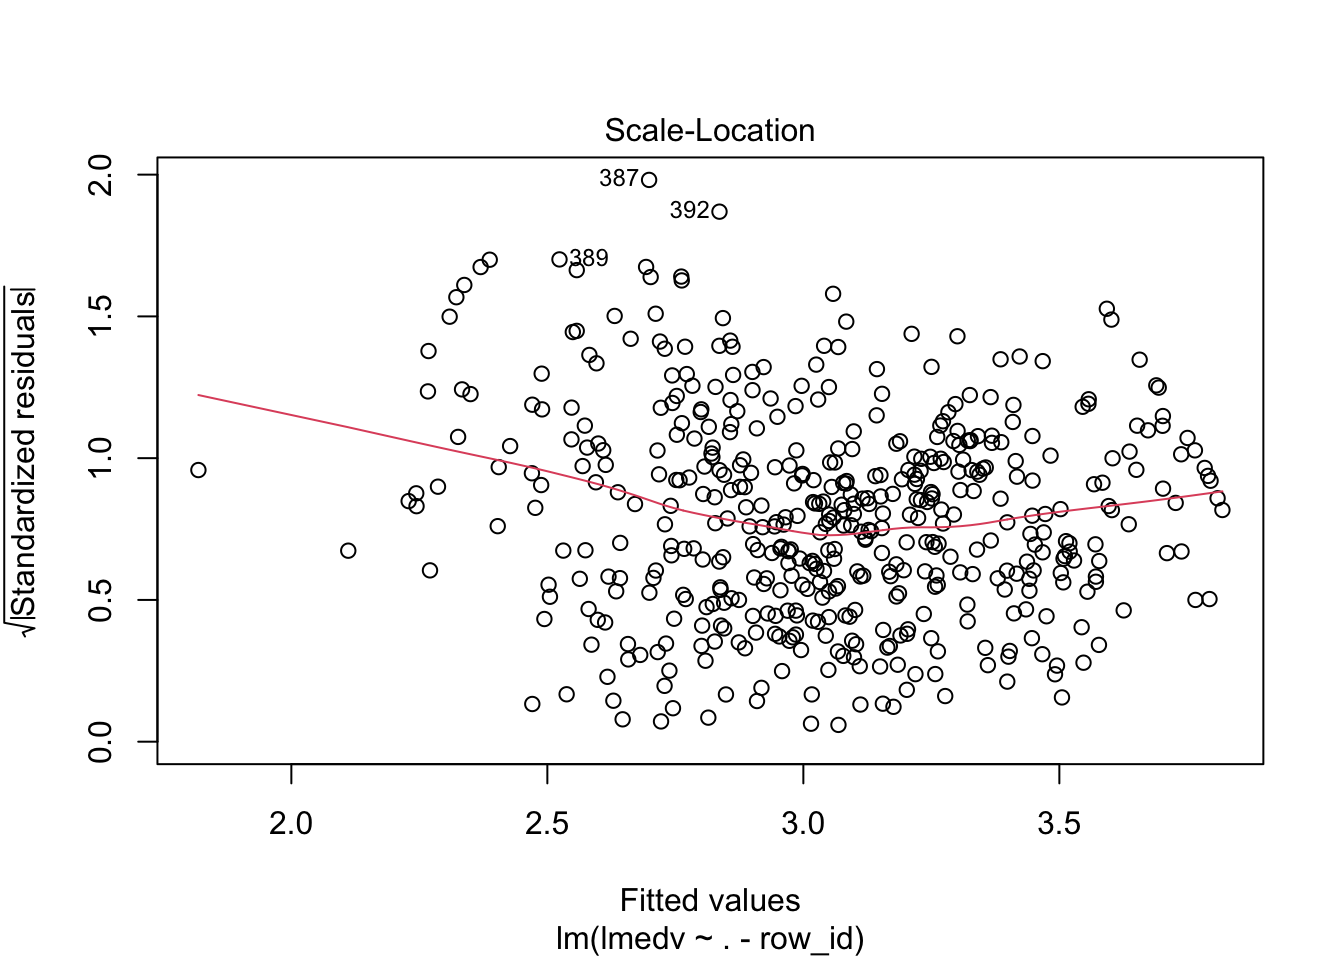 Scale-Location
√|Standardized residuals|
2.0
1.5
1.0
0.5
0.0
387
392
389
2.0 2.5 3.0 3.5
Fitted values
lm(lmedv ~ . - row_id)